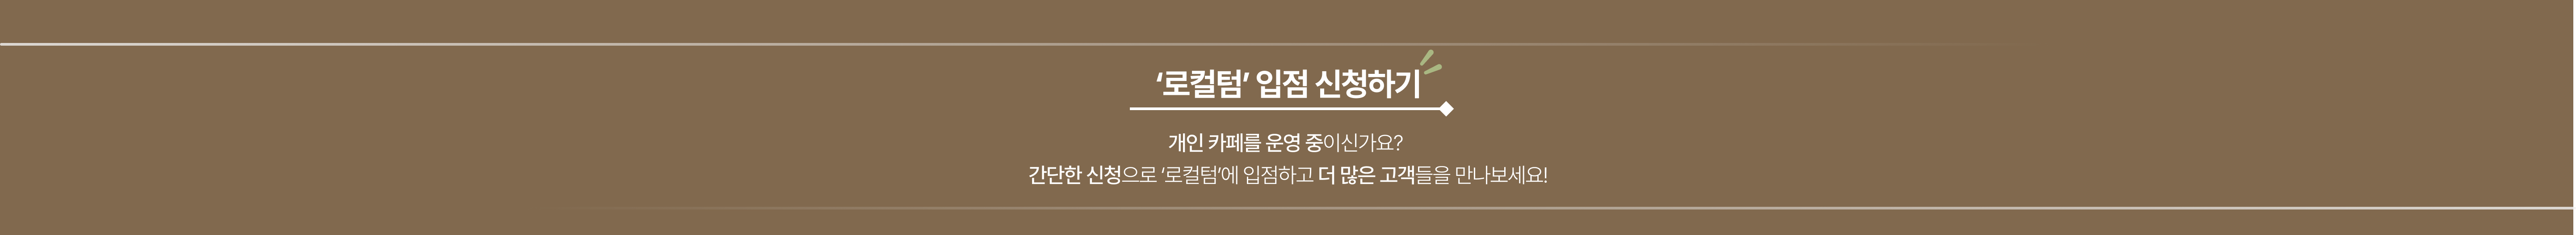 ‘로컬텀’ 입점 신청하기
개인 카페를 운영 중이신가요?
간단한 신청으로 ‘로컬텀’에 입점하고 더 많은 고객들을 만나보세요!